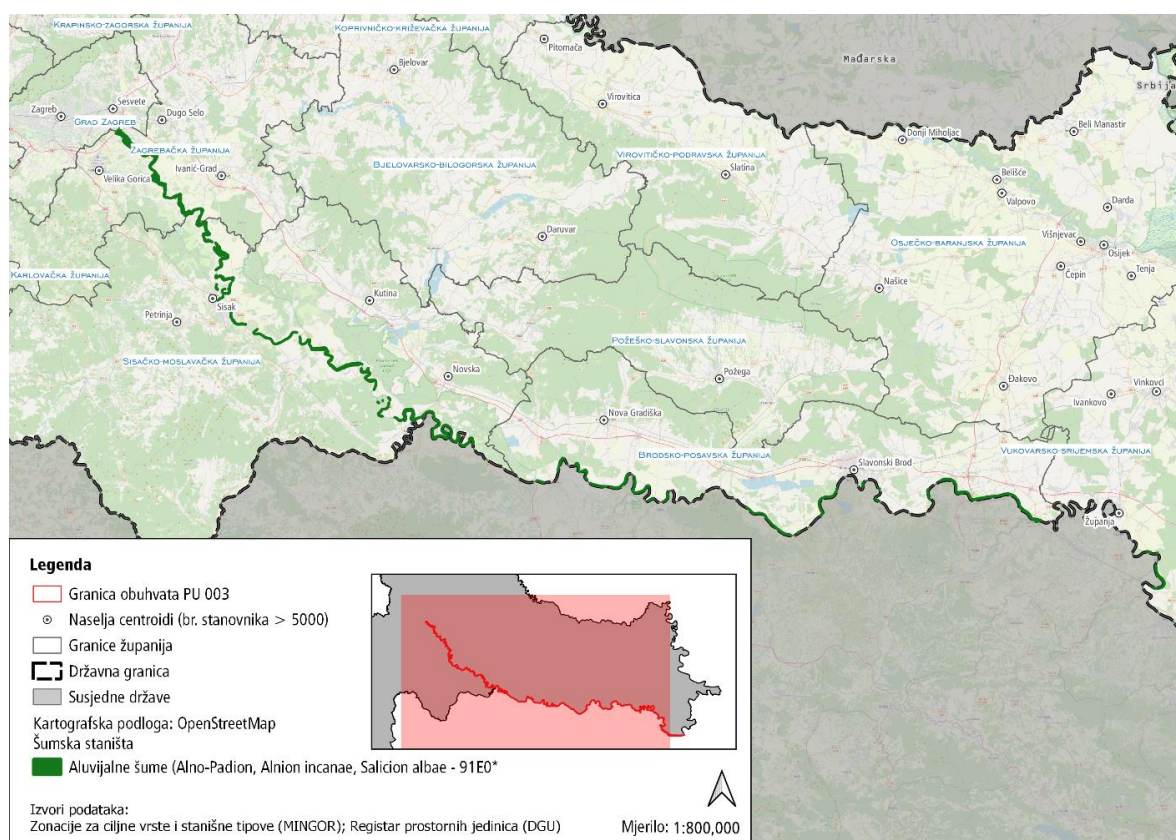 KRAPINSKO-ZAGORSKA ŽUPANIJA
KOPRIVNIČKO-KRIŽEVAČKA ŽUPANIJA
Pitomača
Mađarska
Bjelovar
Srbija
Sesvete
Zagreb
Dugo Selo
Virovitica
GRAD ZAGREB
Beli Manastir
Donji Miholjac
ZAGREBAČKA ŽUPANIJA
VIROVITIČKO-PODRAVSKA ŽUPANIJA
BJELOVARSKO-BILOGORSKA ŽUPANIJA
Velika Gorica
Ivanić-Grad
Slatina
Belišće
Valpovo
Darda
Daruvar
Višnjevac
OSJEČKO-BARANJSKA ŽUPANIJA
Osijek
Čepin
Tenja
KARLOVAČKA ŽUPANIJA
Našice
Sisak
Kutina
Petrinja
POŽEŠKO-SLAVONSKA ŽUPANIJA
SISAČKO-MOSLAVAČKA ŽUPANIJA
Novska
Požega
Đakovo
Vinkovci
Ivankovo
Nova Gradiška
VUKOVARSKO-SRIJEMSKA ŽUPANIJA
BRODSKO-POSAVSKA ŽUPANIJA
Slavonski Brod
Županja
Legenda
Granica obuhvata PU 003
Naselja centroidi (br. stanovnika > 5000)
Granice županija
Državna granica
Susjedne države
Kartografska podloga: OpenStreetMap
Šumska staništa
Aluvijalne šume (Alno-Padion, Alnion incanae, Salicion albae - 91E0*
Izvori podataka:
Zonacije za ciljne vrste i stanišne tipove (MINGOR); Registar prostornih jedinica (DGU)
Mjerilo: 1:800,000